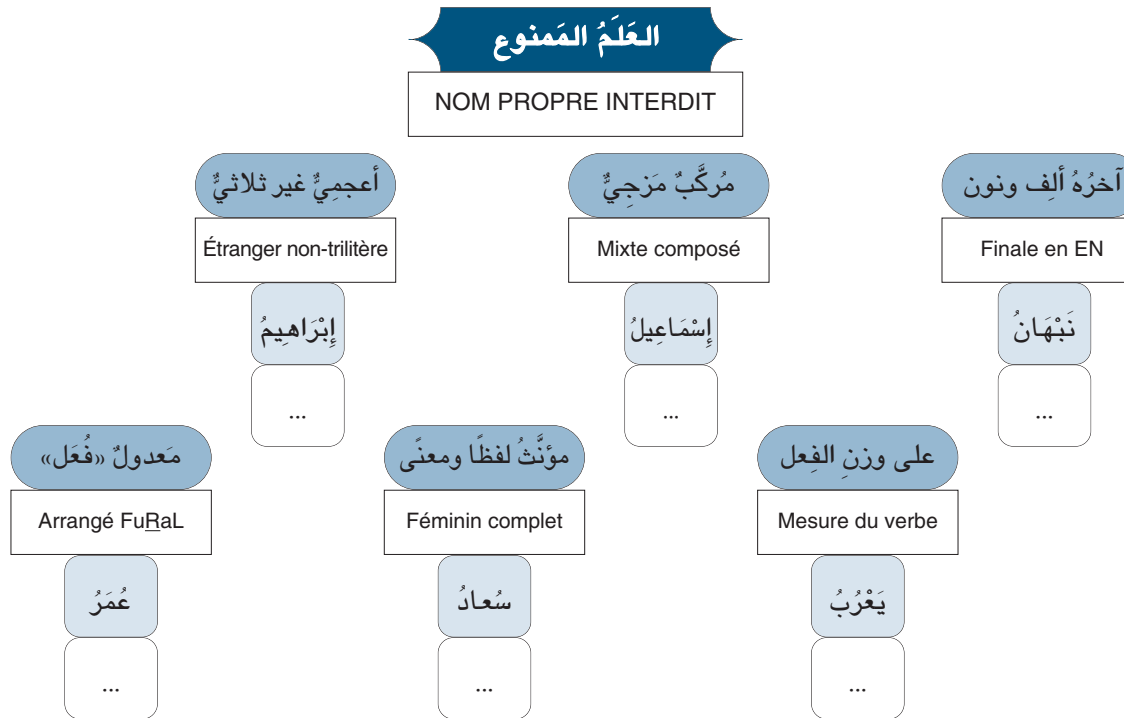 العَلَمُ المَمنوع
NOM PROPRE INTERDIT
آخرُهُ ألِف ونون
Finale en EN
نَبْهَانُ
...
مُركَّبٌ مَزجِيٌّ
Mixte composé
إِسْمَاعِيلُ
...
أعجمِيٌّ غير ثلاثيٌّ
Étranger non-trilitère
إِبْرَاهِيمُ
...
على وزنِ الفِعل
Mesure du verbe
يَعْرُبُ
...
مؤنَّثُ لفظًا ومعنًى
Féminin complet
سُعادُ
...
مَعدولٌ «فُعَل»
Arrangé FuRaL
عُمَرُ
...